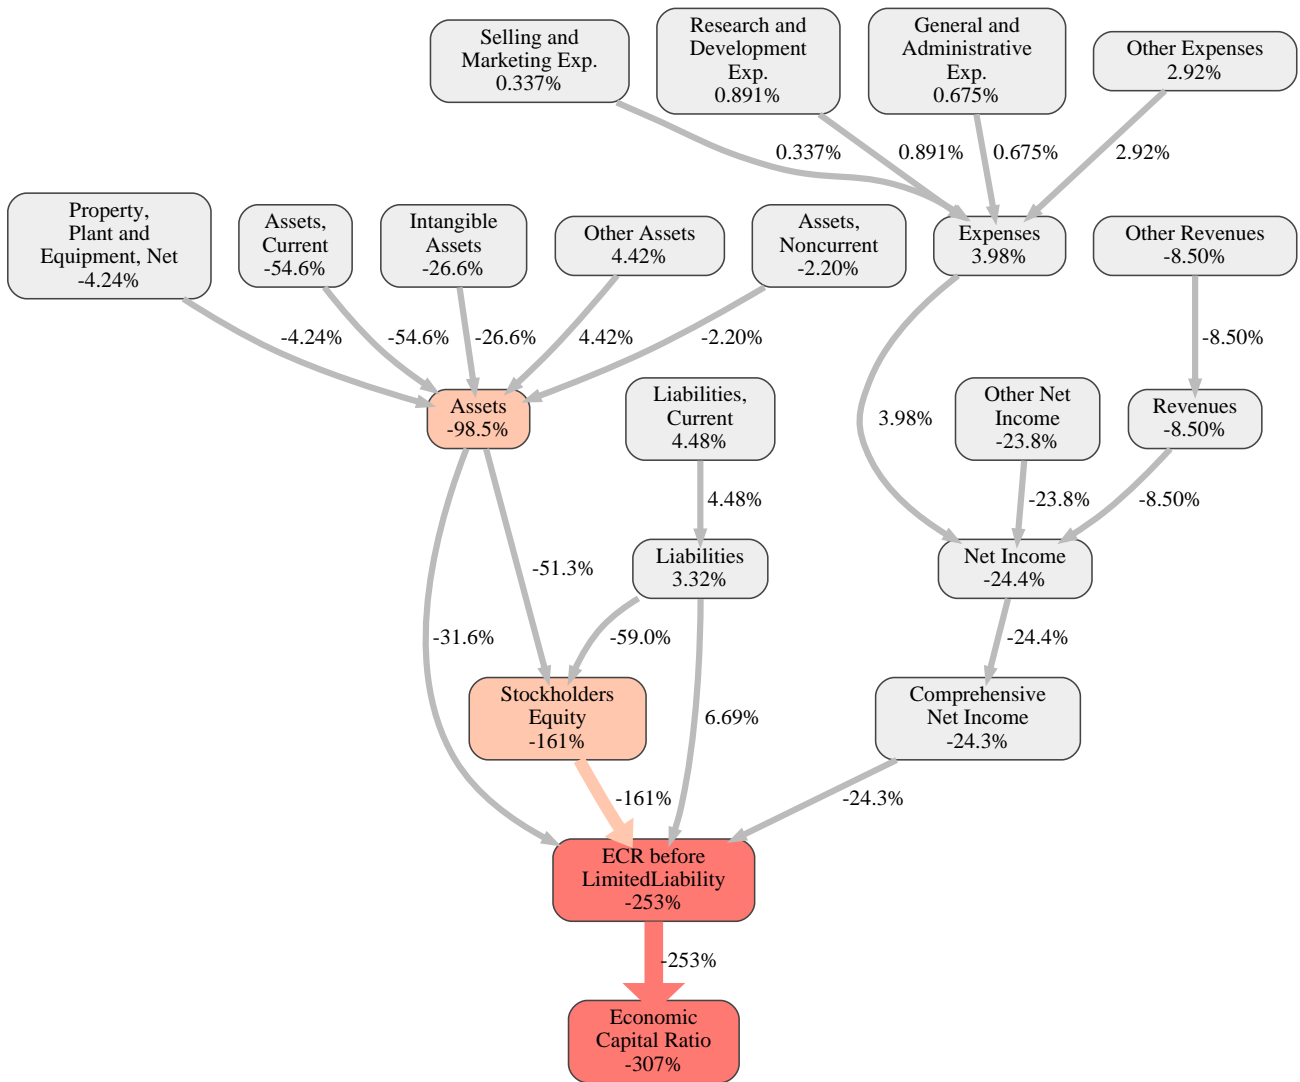 Selling and
Marketing Exp.
0.337%
Research and
Development
Exp.
0.891%
General and
Administrative
Exp.
0.675%
Other Expenses
2.92%
0.337%
0.891%
0.675%
2.92%
Property,
Plant and
Equipment, Net
-4.24%
Assets,
Current
-54.6%
Intangible
Assets
-26.6%
Other Assets
4.42%
Assets,
Noncurrent
-2.20%
Expenses
3.98%
Other Revenues
-8.50%
-4.24%
-54.6%
-26.6%
4.42%
-2.20%
-8.50%
Assets
-98.5%
Liabilities,
Current
4.48%
3.98%
Other Net
Income
-23.8%
Revenues
-8.50%
4.48%
-23.8%
-8.50%
-51.3%
Liabilities
3.32%
Net Income
-24.4%
-31.6%
-59.0%
-24.4%
Stockholders
Equity
-161%
6.69%
Comprehensive
Net Income
-24.3%
-161%
-24.3%
ECR before
LimitedLiability
-253%
-253%
Economic
Capital Ratio
-307%